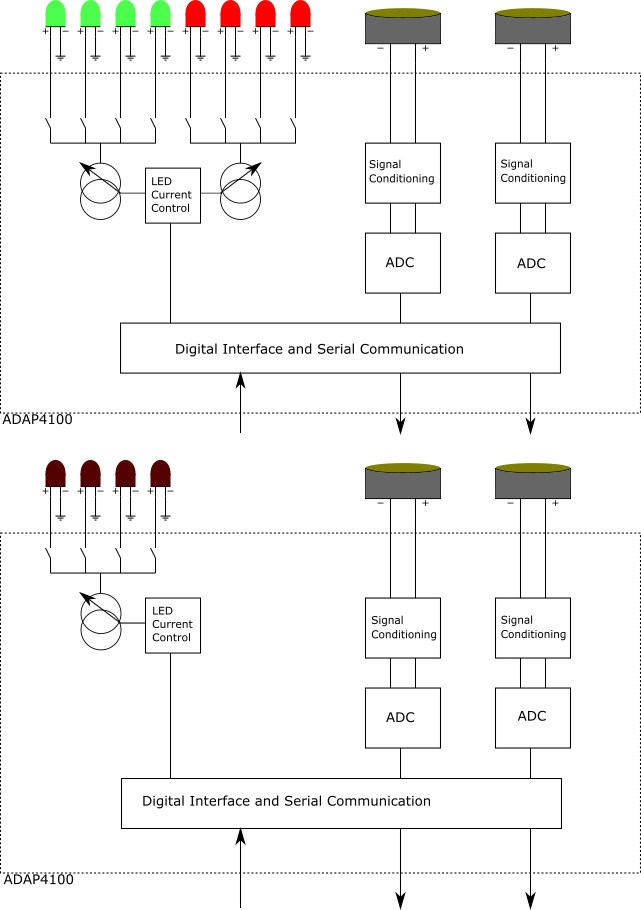 + − + − + − + − + − + − + − + −
− + − +
Signal
Conditioning
Signal
Conditioning
LED
Current
Control
ADC
ADC
Digital Interface and Serial Communication
ADAP4100
+ − + − + − + −
− + − +
LED
Current
Control
Signal
Conditioning
Signal
Conditioning
ADC
ADC
Digital Interface and Serial Communication
ADAP4100